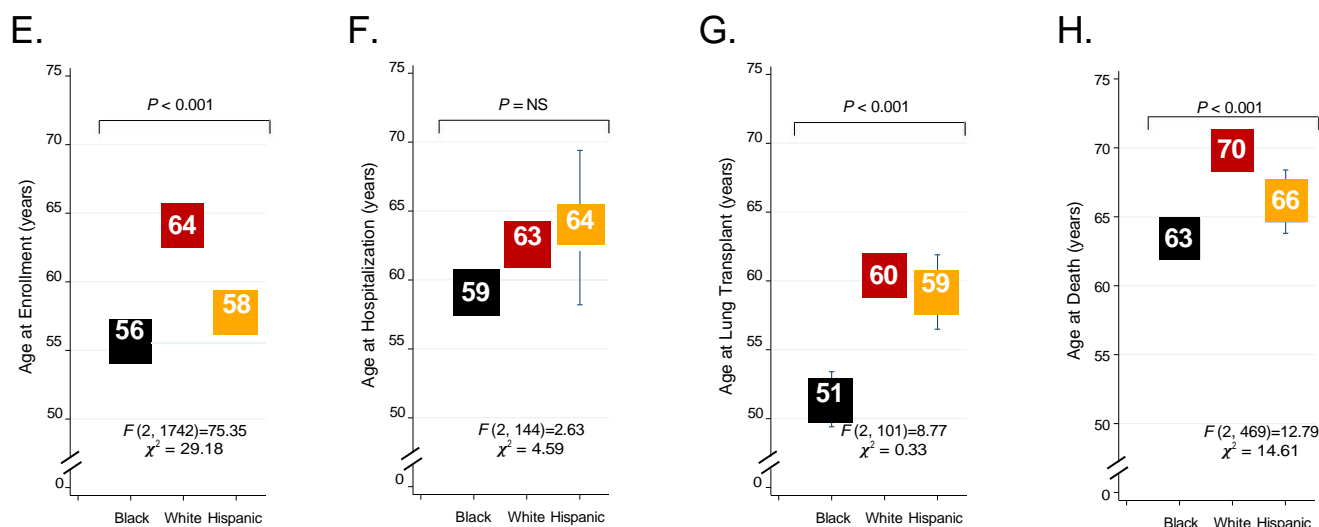 E.
Age at Enrollment (years)
75
70
65
60
55
50
0
P < 0.001
56
64
58
F (2, 1742)=75.35
χ² = 29.18
Black White Hispanic
F.
Age at Hospitalization (years)
75
70
65
60
55
50
0
P = NS
59
63
64
F (2, 144)=2.63
χ² = 4.59
Black White Hispanic
G.
Age at Lung Transplant (years)
75
70
65
60
55
50
0
P < 0.001
51
60
59
F (2, 101)=8.77
χ² = 0.33
Black White Hispanic
H.
Age at Death (years)
75
70
65
60
55
50
0
P < 0.001
63
70
66
F (2, 469)=12.79
χ² = 14.61
Black White Hispanic